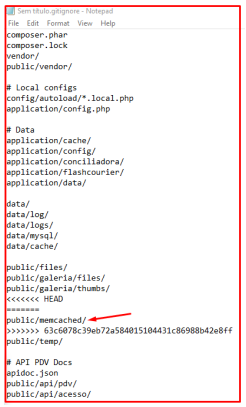 Sem titulo.gitignore - Notepad
File Edit Format View Help
composer.phar
composer.lock
vendor/
public/vendor/
# Local configs
config/autoload/*.local.php
application/config.php
# Data
application/cache/
application/config/
application/conciliadora/
application/flashcourier/
application/data/
data/
data/log/
data/logs/
data/mysql/
data/cache/
public/files/
public/galeria/files/
public/galeria/thumbs/
<<<<<<< HEAD
=======
public/memcached/
>>>>>>> 63c6078c39eb72a584015104431c86988b42e8ff
public/temp/
# API PDV Docs
apidoc.json
public/api/pdv/
public/api/acesso/